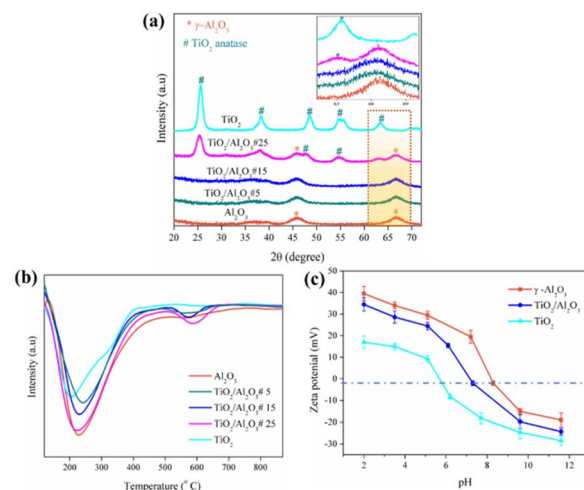 (a)
* γ-Al₂O₃
# TiO₂ anatase
Intensity (a.u)
# # # # #
TiO₂
TiO₂/Al₂O₃#25
TiO₂/Al₂O₃#15
TiO₂/Al₂O₃#5
Al₂O₃
20 25 30 35 40 45 50 55 60 65 70
2θ (degree)
(b)
Intensity (a.u)
Al₂O₃
TiO₂/Al₂O₃# 5
TiO₂/Al₂O₃# 15
TiO₂/Al₂O₃# 25
TiO₂
200 300 400 500 600 700 800
Temperature (° C)
(c)
Zeta potential (mV)
γ -Al₂O₃
TiO₂/Al₂O₃
TiO₂
50
40
30
20
10
0
-10
-20
-30
2 4 6 8 10 12
pH